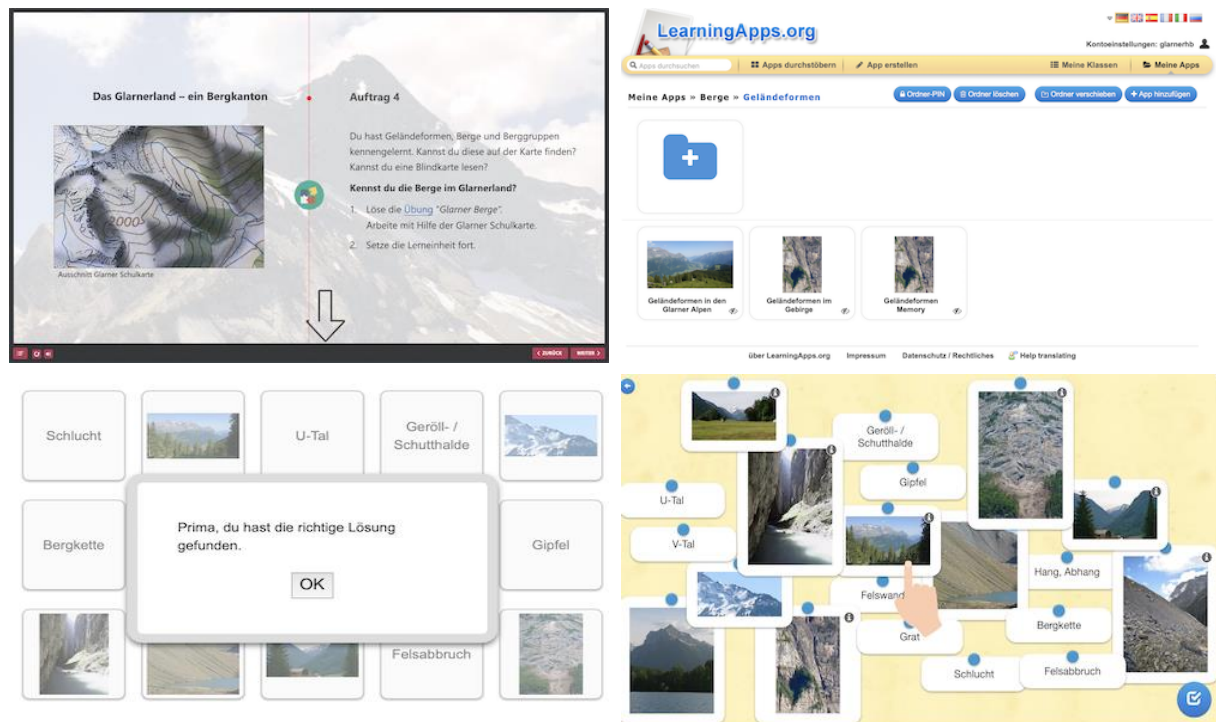 Das Glarnerland – ein Bergkanton
2000
Ausschnitt Glarner Schulkarte
Auftrag 4
Du hast Geländeformen, Berge und Berggruppen
kennengelernt. Kannst du diese auf der Karte finden?
Kannst du eine Blindkarte lesen?
Kennst du die Berge im Glarnerland?
1. Löse die Übung "Glarner Berge".
Arbeite mit Hilfe der Glarner Schulkarte.
2. Setze die Lerneinheit fort.
< ZURÜCK
WEITER >
LearningApps.org
Kontoeinstellungen: glarnerhb
Apps durchsuchen
Apps durchstöbern
App erstellen
Meine Klassen
Meine Apps
Meine Apps » Berge » Geländeformen
Ordner-PIN
Ordner löschen
Ordner verschieben
App hinzufügen
Geländeformen in den
Glarner Alpen
Geländeformen im
Gebirge
Geländeformen
Memory
über LearningApps.org
Impressum
Datenschutz / Rechtliches
Help translating
Schlucht
U-Tal
Geröll- /
Schutthalde
Bergkette
Prima, du hast die richtige Lösung
gefunden.
OK
Gipfel
Felsabbruch
Geröll- /
Schutthalde
Gipfel
U-Tal
V-Tal
Hang, Abhang
Felswand
Bergkette
Grat
Schlucht
Felsabbruch